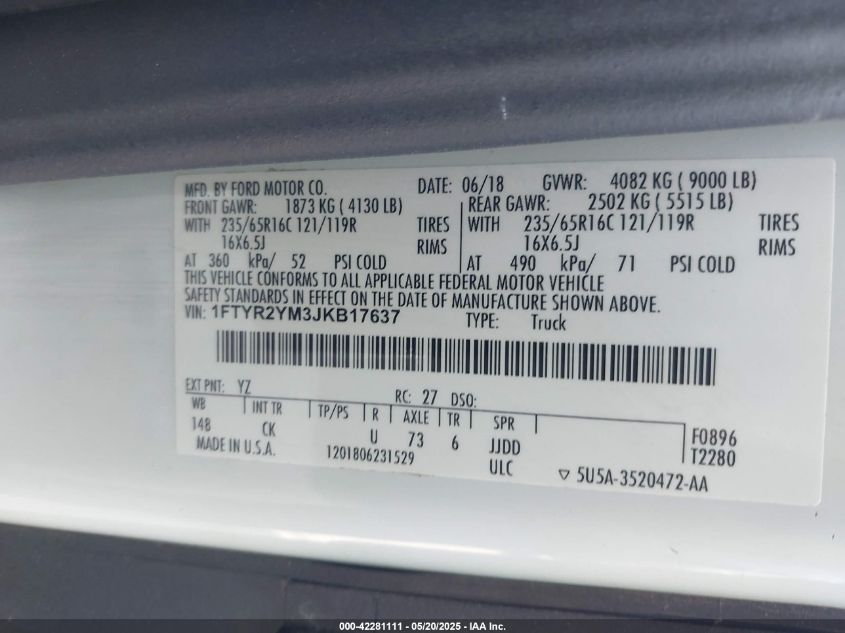 MFD. BY FORD MOTOR CO. DATE: 06/18 GVWR: 4082 KG ( 9000 LB)
FRONT GAWR: 1873 KG ( 4130 LB) REAR GAWR: 2502 KG ( 5515 LB)
WITH 235/65R16C 121/119R TIRES WITH 235/65R16C 121/119R TIRES
16X6.5J RIMS 16X6.5J RIMS
AT 360 kPa/ 52 PSI COLD AT 490 kPa/ 71 PSI COLD
THIS VEHICLE CONFORMS TO ALL APPLICABLE FEDERAL MOTOR VEHICLE
SAFETY STANDARDS IN EFFECT ON THE DATE OF MANUFACTURE SHOWN ABOVE.
VIN: 1FTYR2YM3JKB17637 TYPE: Truck
EXT PNT: YZ RC: 27 DSO:
WB INT TR TP/PS R AXLE TR SPR
148 CK U 73 6 JJDD F0896
MADE IN U.S.A. 1201806231529 ULC T2280
▽ 5U5A-3520472-AA
000-42281111 - 05/20/2025 - IAA Inc.